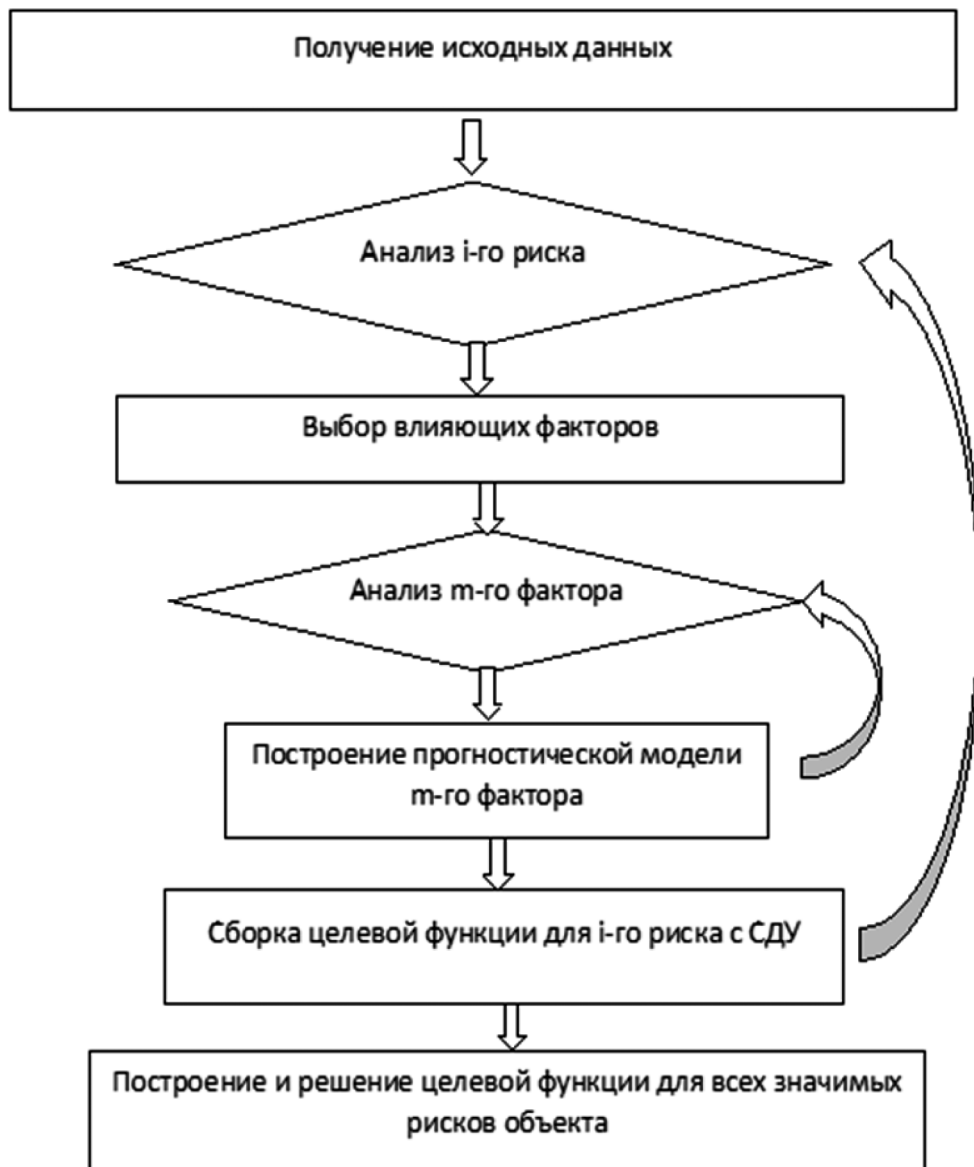 Получение исходных данных
Анализ i-го риска
Выбор влияющих факторов
Анализ m-го фактора
Построение прогностической модели
m-го фактора
Сборка целевой функции для i-го риска с СДУ
Построение и решение целевой функции для всех значимых
рисков объекта